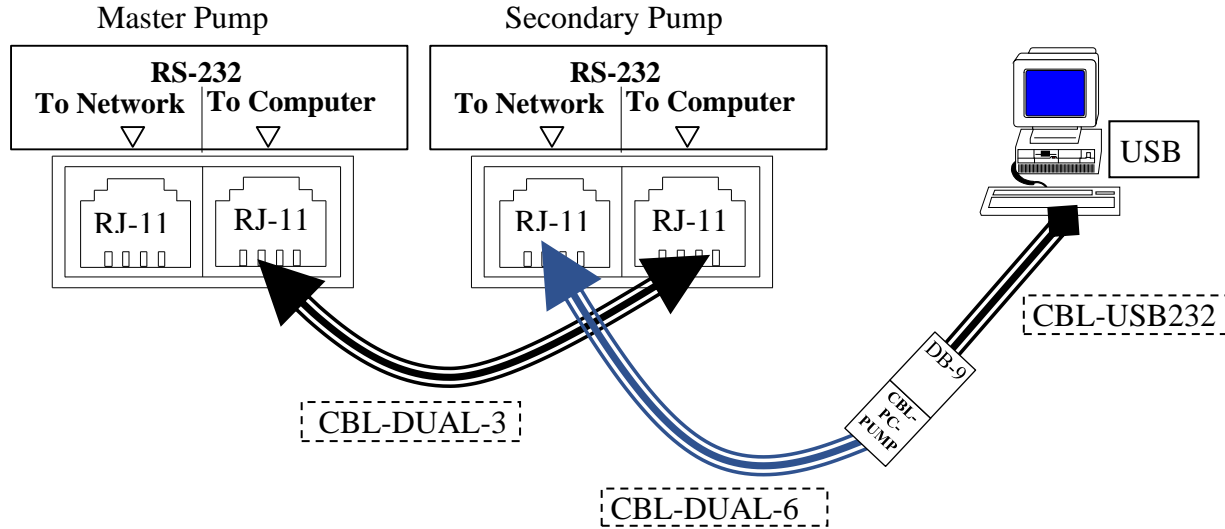 Master Pump
Secondary Pump
RS-232
To Network
To Computer
RS-232
To Network
To Computer
USB
RJ-11
RJ-11
RJ-11
RJ-11
CBL-USB232
DB-9
CBL-
PC-
PUMP
CBL-DUAL-3
CBL-DUAL-6